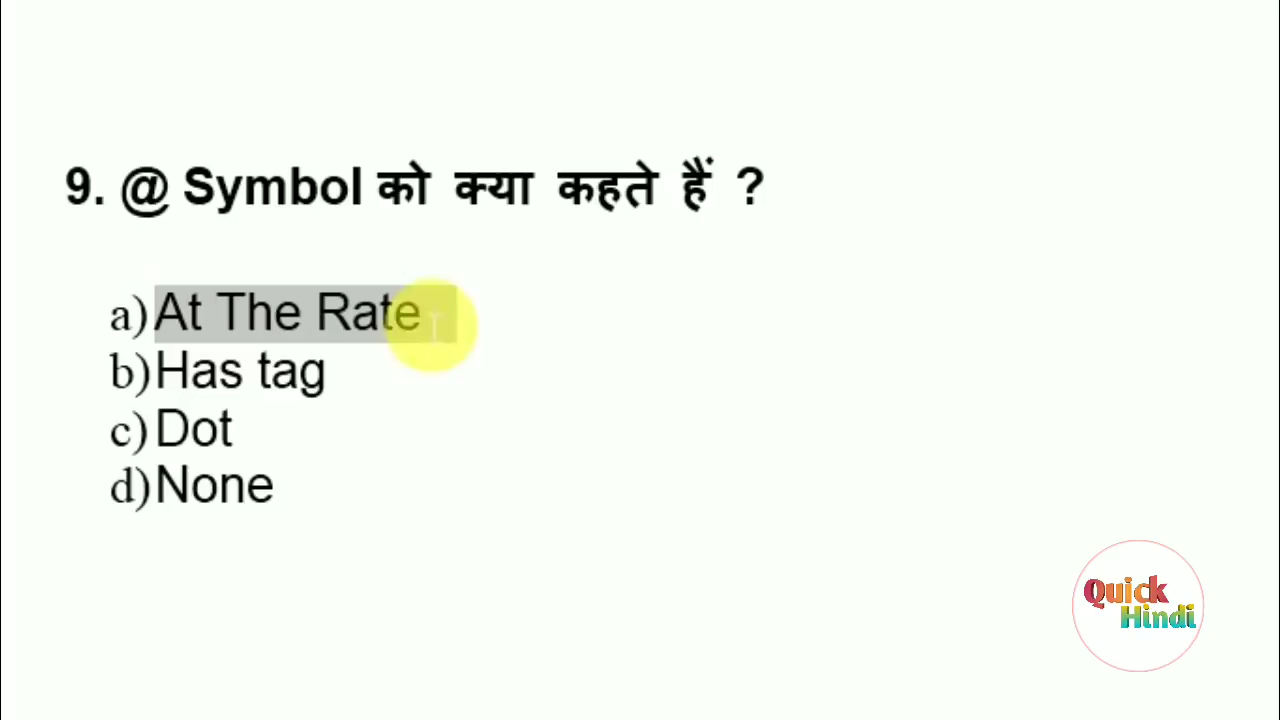 9. @ Symbol को क्या कहते हैं ?
a) At The Rate
b) Has tag
c) Dot
d) None
Quick
Hindi